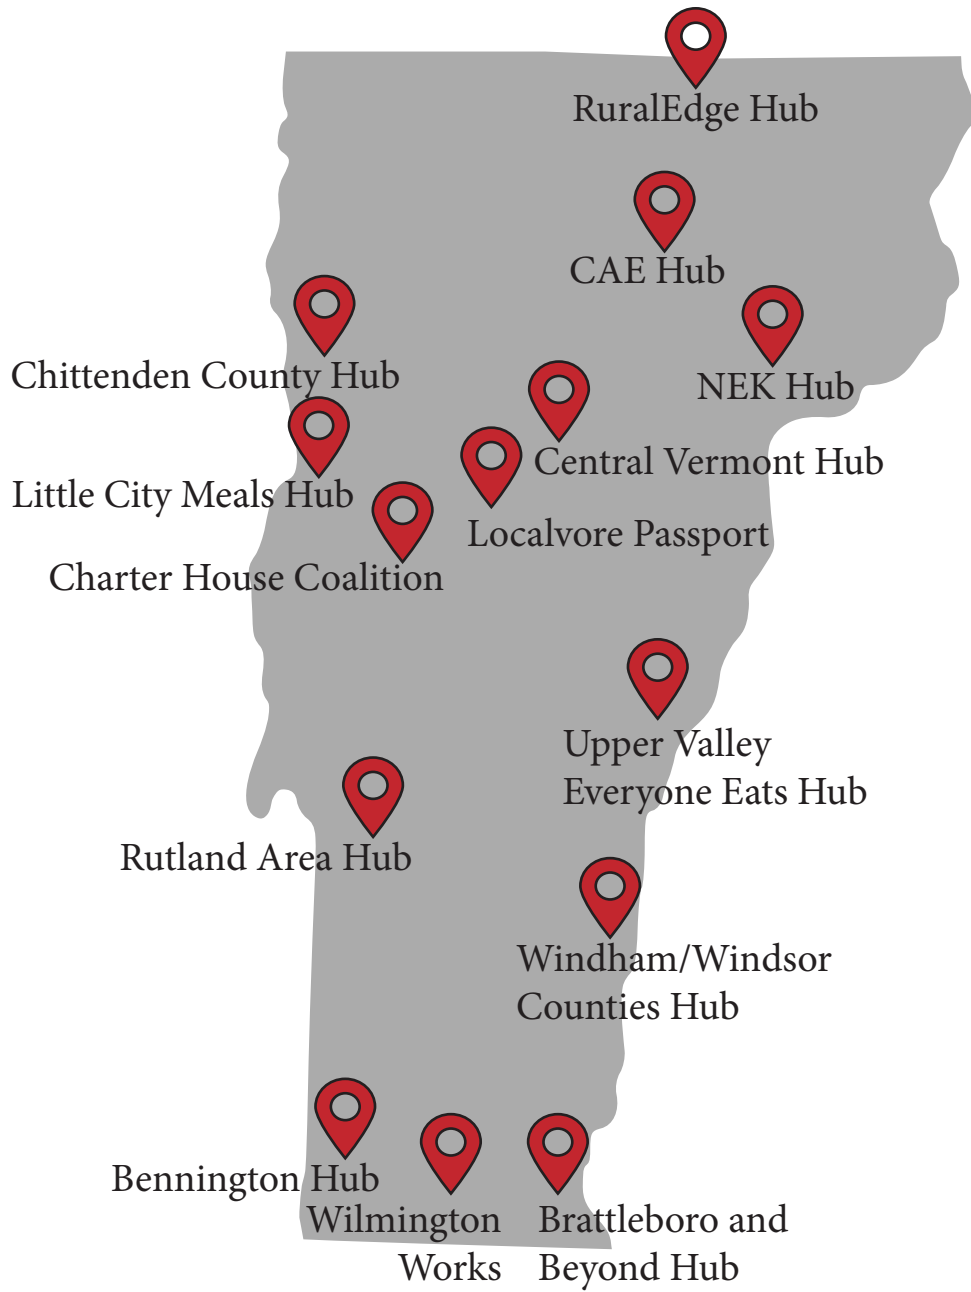 RuralEdge Hub
CAE Hub
Chittenden County Hub
NEK Hub
Central Vermont Hub
Little City Meals Hub
Localvore Passport
Charter House Coalition
Upper Valley
Everyone Eats Hub
Rutland Area Hub
Windham/Windsor
Counties Hub
Bennington Hub
Wilmington
Works
Brattleboro and
Beyond Hub